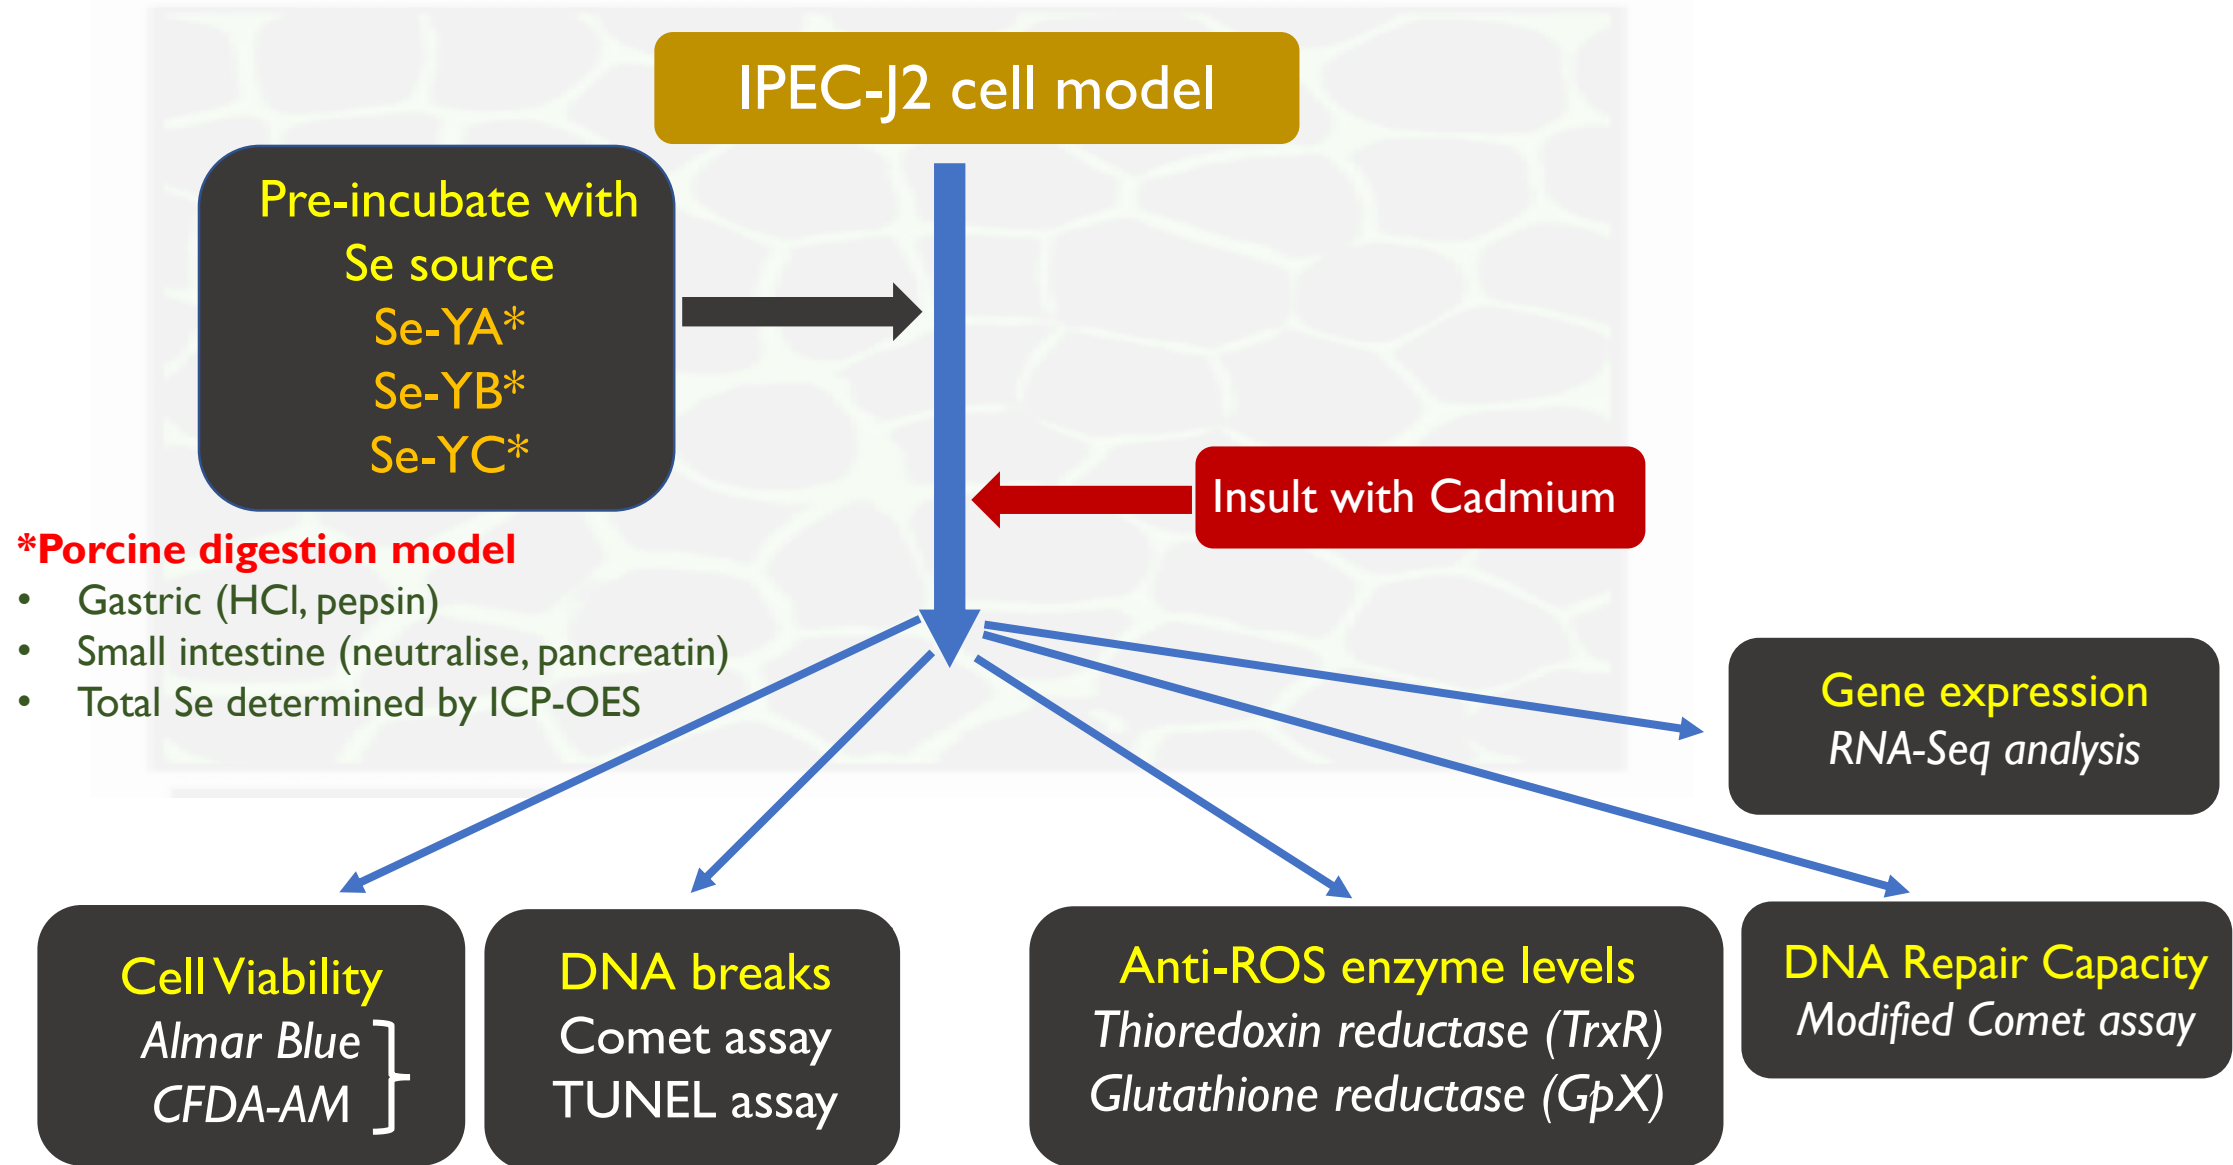 IPEC-J2 cell model
Pre-incubate with
Se source
Se-YA*
Se-YB*
Se-YC*
Insult with Cadmium
*Porcine digestion model
• Gastric (HCl, pepsin)
• Small intestine (neutralise, pancreatin)
• Total Se determined by ICP-OES
Gene expression
RNA-Seq analysis
Cell Viability
Almar Blue
CFDA-AM
DNA breaks
Comet assay
TUNEL assay
Anti-ROS enzyme levels
Thioredoxin reductase (TrxR)
Glutathione reductase (GpX)
DNA Repair Capacity
Modified Comet assay